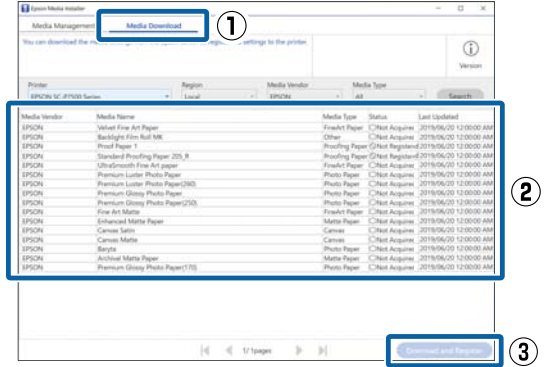 Epson Media Installer
Media Management Media Download ①
You can download the media settings from the Epson server to register the settings to the printer.
Version
Printer Region Media Vendor Media Type
EPSON SC-P7500 Series Local EPSON All Search
Media Vendor Media Name Media Type Status Last Updated
EPSON Velvet Fine Art Paper FineArt Paper Not Acquired 2019/06/20 12:00:00 AM
EPSON Backlight Film Roll MK Other Not Acquired 2019/06/20 12:00:00 AM
EPSON Proof Paper 1 Proofing Paper Not Registered 2019/06/20 12:00:00 AM
EPSON Standard Proofing Paper 205_R Proofing Paper Not Registered 2019/06/20 12:00:00 AM
EPSON UltraSmooth Fine Art paper FineArt Paper Not Acquired 2019/06/20 12:00:00 AM
EPSON Premium Luster Photo Paper Photo Paper Not Acquired 2019/06/20 12:00:00 AM
EPSON Premium Luster Photo Paper(260) Photo Paper Not Acquired 2019/06/20 12:00:00 AM
EPSON Premium Glossy Photo Paper Photo Paper Not Acquired 2019/06/20 12:00:00 AM
EPSON Premium Glossy Photo Paper(250) Photo Paper Not Acquired 2019/06/20 12:00:00 AM
EPSON Fine Art Matte FineArt Paper Not Acquired 2019/06/20 12:00:00 AM
EPSON Enhanced Matte Paper Matte Paper Not Acquired 2019/06/20 12:00:00 AM
EPSON Canvas Satin Canvas Not Acquired 2019/06/20 12:00:00 AM
EPSON Canvas Matte Canvas Not Acquired 2019/06/20 12:00:00 AM
EPSON Baryta Photo Paper Not Acquired 2019/06/20 12:00:00 AM
EPSON Archival Matte Paper Matte Paper Not Acquired 2019/06/20 12:00:00 AM
EPSON Premium Glossy Photo Paper(170) Photo Paper Not Acquired 2019/06/20 12:00:00 AM
②
1/ 1pages Download and Register ③